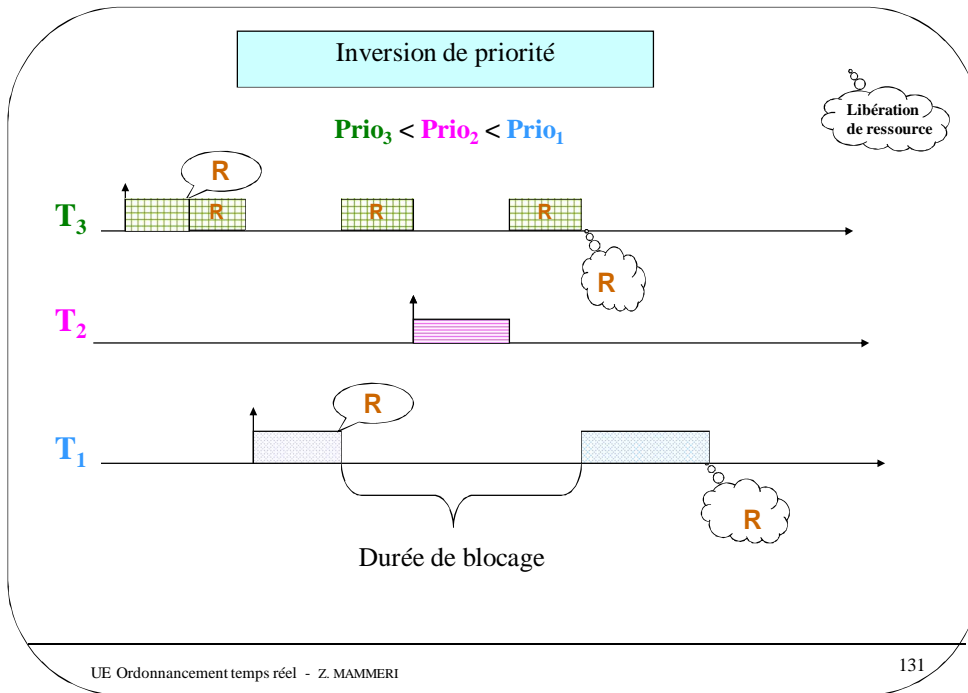 Inversion de priorité
Libération
de ressource
Prio3 < Prio2 < Prio1
R
T3
R
R
R
R
T2
R
T1
R
Durée de blocage
UE Ordonnancement temps réel - Z. MAMMERI
131